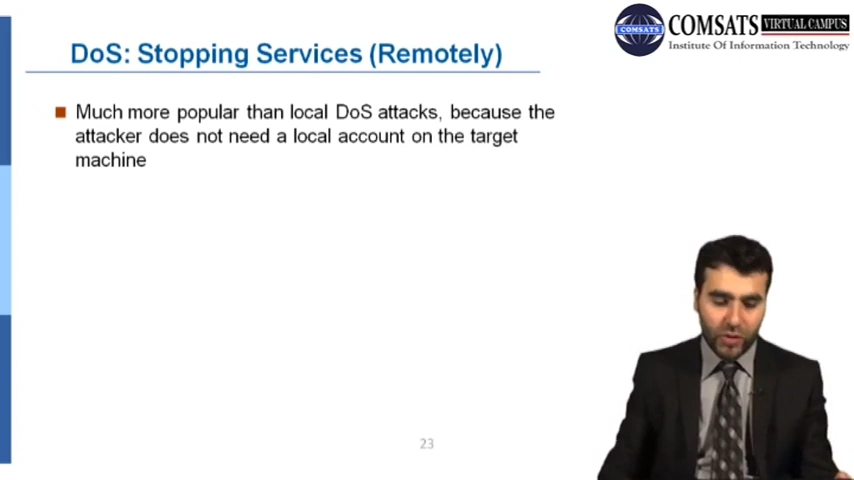 DoS: Stopping Services (Remotely)
COMSATS VIRTUAL CAMPUS
Institute Of Information Technology
COMSATS
Much more popular than local DoS attacks, because the
attacker does not need a local account on the target
machine
23